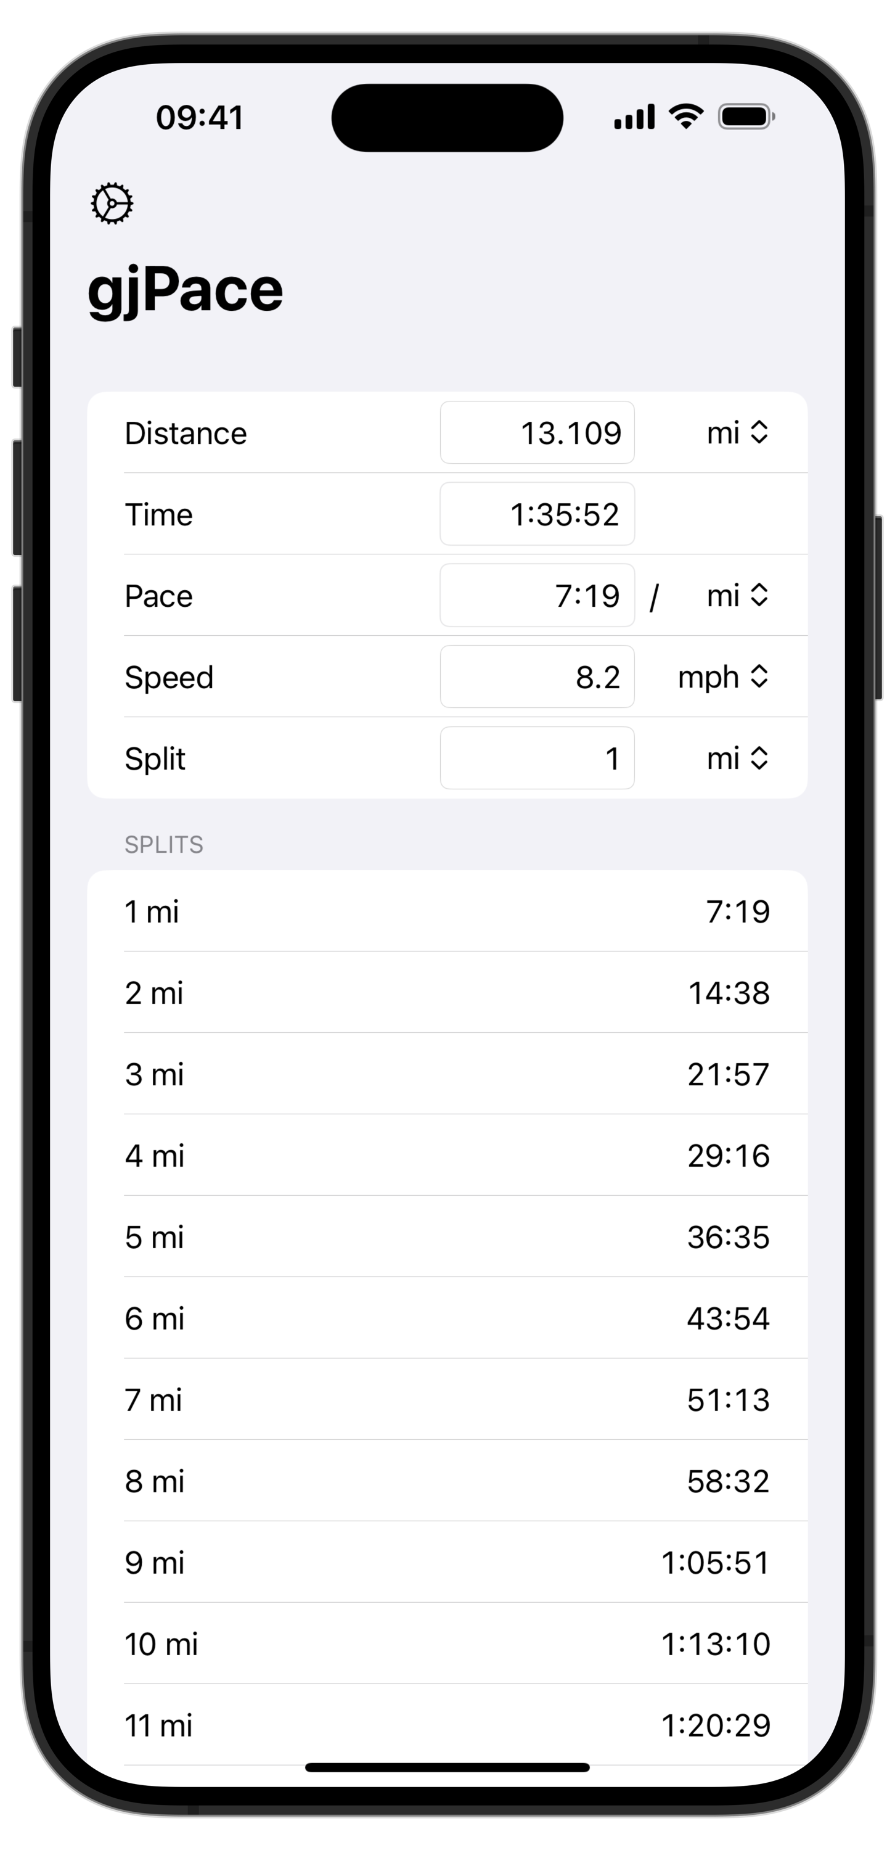 09:41
gjPace
Distance 13.109 mi
Time 1:35:52
Pace 7:19 / mi
Speed 8.2 mph
Split 1 mi
SPLITS
1 mi 7:19
2 mi 14:38
3 mi 21:57
4 mi 29:16
5 mi 36:35
6 mi 43:54
7 mi 51:13
8 mi 58:32
9 mi 1:05:51
10 mi 1:13:10
11 mi 1:20:29